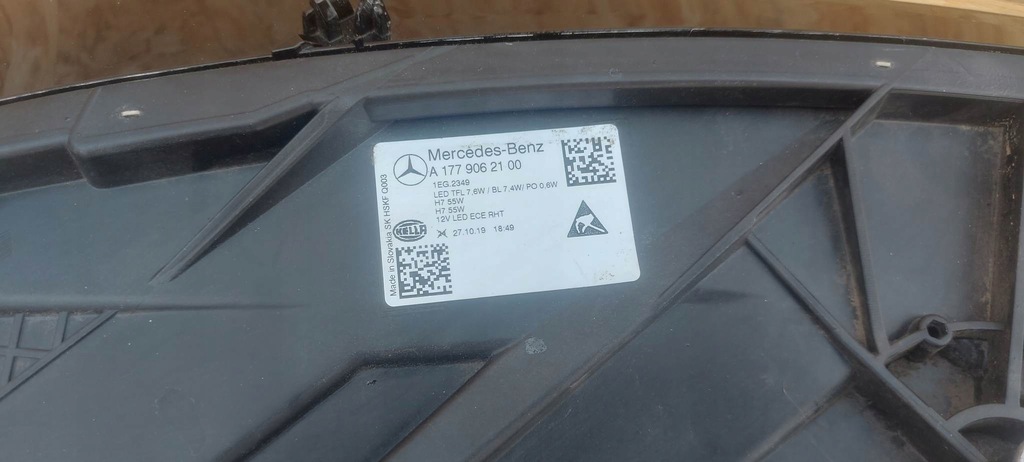 Mercedes-Benz
A 177 906 21 00
1EG.2349
LED TFL 7,6W / BL 7.4W/ PO 0,6W
H7 55W
H7 55W
12V LED ECE RHT
HELLA
27.10.19 18:49
Made in Slovakia SK HSKF Q003